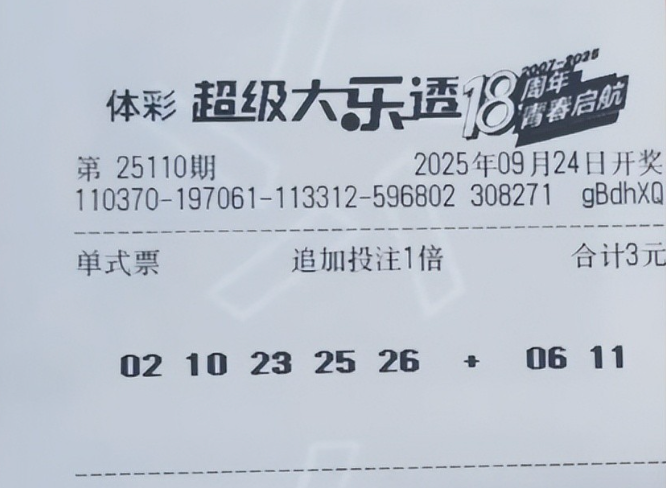 体彩 超级大乐透 18 2007-2025 周年 青春启航
第 25110期 2025年09月24日开奖
110370-197061-113312-596802 308271 gBdhXQ
单式票 追加投注1倍 合计3元
02 10 23 25 26 + 06 11